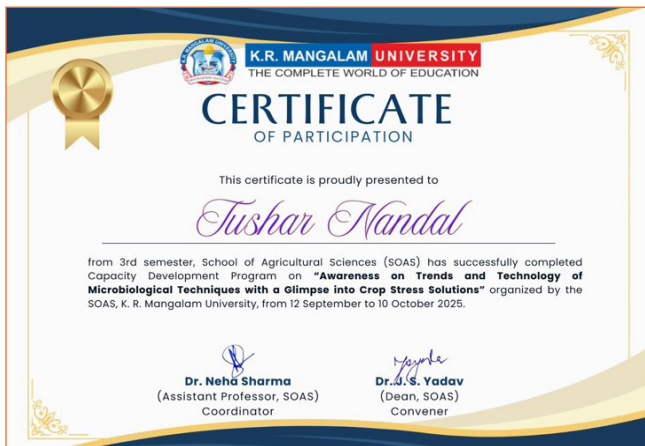 K.R. MANGALAM UNIVERSITY
THE COMPLETE WORLD OF EDUCATION
CERTIFICATE
OF PARTICIPATION
This certificate is proudly presented to
Tushar Nandal
from 3rd semester, School of Agricultural Sciences (SOAS) has successfully completed
Capacity Development Program on “Awareness on Trends and Technology of
Microbiological Techniques with a Glimpse into Crop Stress Solutions” organized by the
SOAS, K. R. Mangalam University, from 12 September to 10 October 2025.
Dr. Neha Sharma
(Assistant Professor, SOAS)
Coordinator
Dr. J. S. Yadav
(Dean, SOAS)
Convener